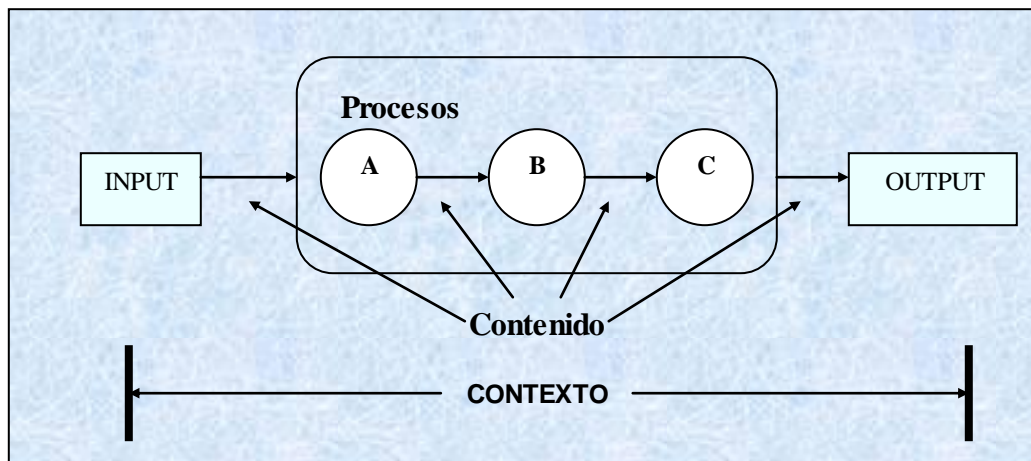 Procesos
INPUT
A
B
C
OUTPUT
Contenido
CONTEXTO